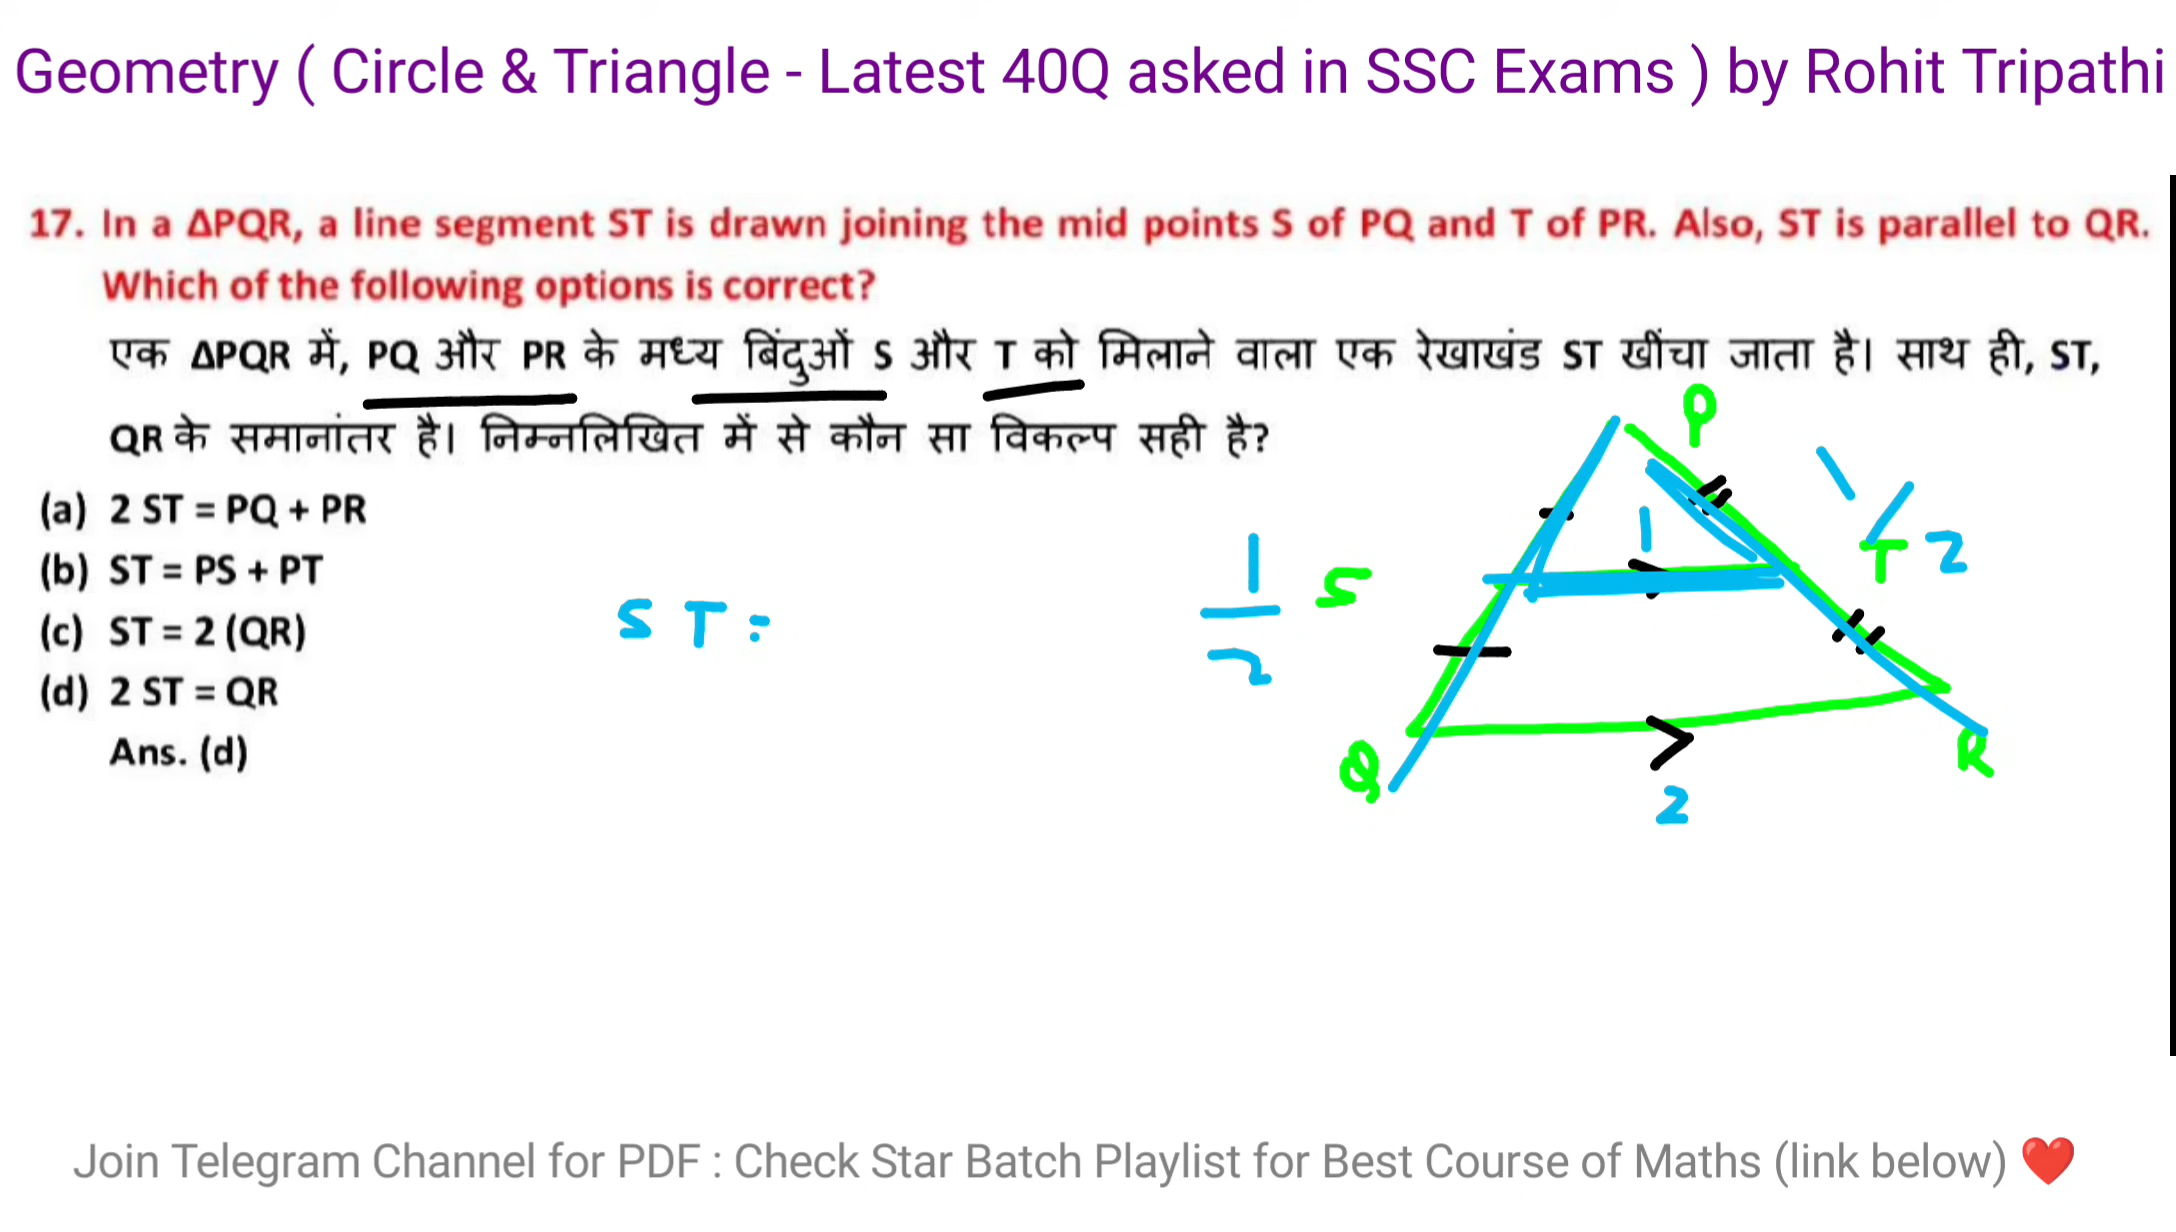 Geometry ( Circle & Triangle - Latest 40Q asked in SSC Exams ) by Rohit Tripathi
17. In a ΔPQR, a line segment ST is drawn joining the mid points S of PQ and T of PR. Also, ST is parallel to QR.
Which of the following options is correct?
एक ΔPQR में, PQ और PR के मध्य बिंदुओं S और T को मिलाने वाला एक रेखाखंड ST खींचा जाता है। साथ ही, ST,
QR के समानांतर है। निम्नलिखित में से कौन सा विकल्प सही है?
(a) 2 ST = PQ + PR
(b) ST = PS + PT
(c) ST = 2 (QR)
(d) 2 ST = QR
Ans. (d)
ST =
1
2
P
S
1
T
2
Q
R
2
Join Telegram Channel for PDF : Check Star Batch Playlist for Best Course of Maths (link below) ❤️